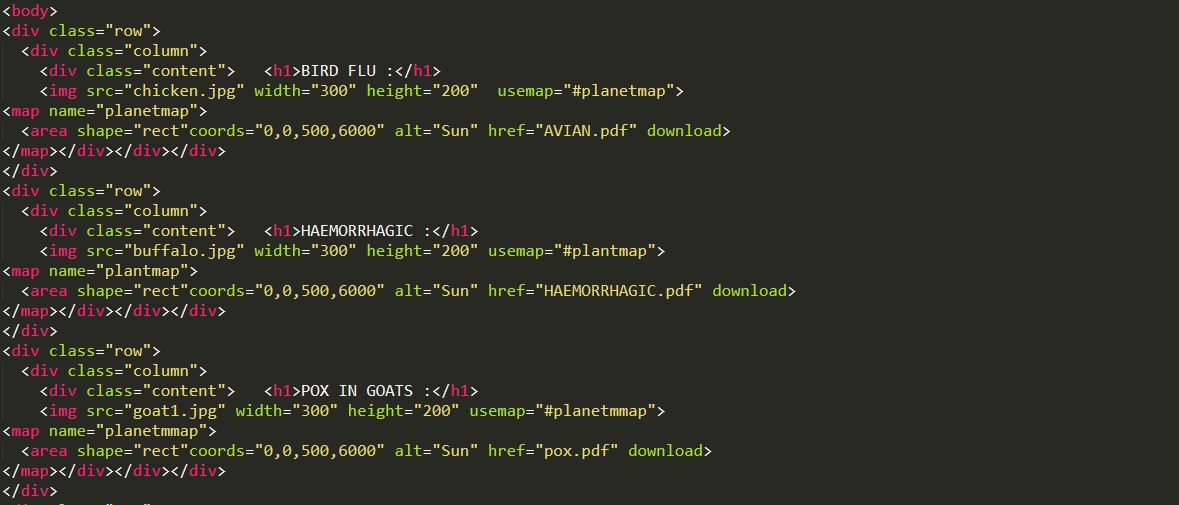 <body>
<div class="row">
  <div class="column">
    <div class="content">   <h1>BIRD FLU :</h1>
    <img src="chicken.jpg" width="300" height="200"  usemap="#planetmap">
<map name="planetmap">
  <area shape="rect"coords="0,0,500,6000" alt="Sun" href="AVIAN.pdf" download>
</map></div></div></div>
</div>
<div class="row">
  <div class="column">
    <div class="content">   <h1>HAEMORRHAGIC :</h1>
    <img src="buffalo.jpg" width="300" height="200" usemap="#plantmap">
<map name="plantmap">
  <area shape="rect"coords="0,0,500,6000" alt="Sun" href="HAEMORRHAGIC.pdf" download>
</map></div></div></div>
</div>
<div class="row">
  <div class="column">
    <div class="content">   <h1>POX IN GOATS :</h1>
    <img src="goat1.jpg" width="300" height="200" usemap="#planetmmap">
<map name="planetmmap">
  <area shape="rect"coords="0,0,500,6000" alt="Sun" href="pox.pdf" download>
</map></div></div></div>
</div>